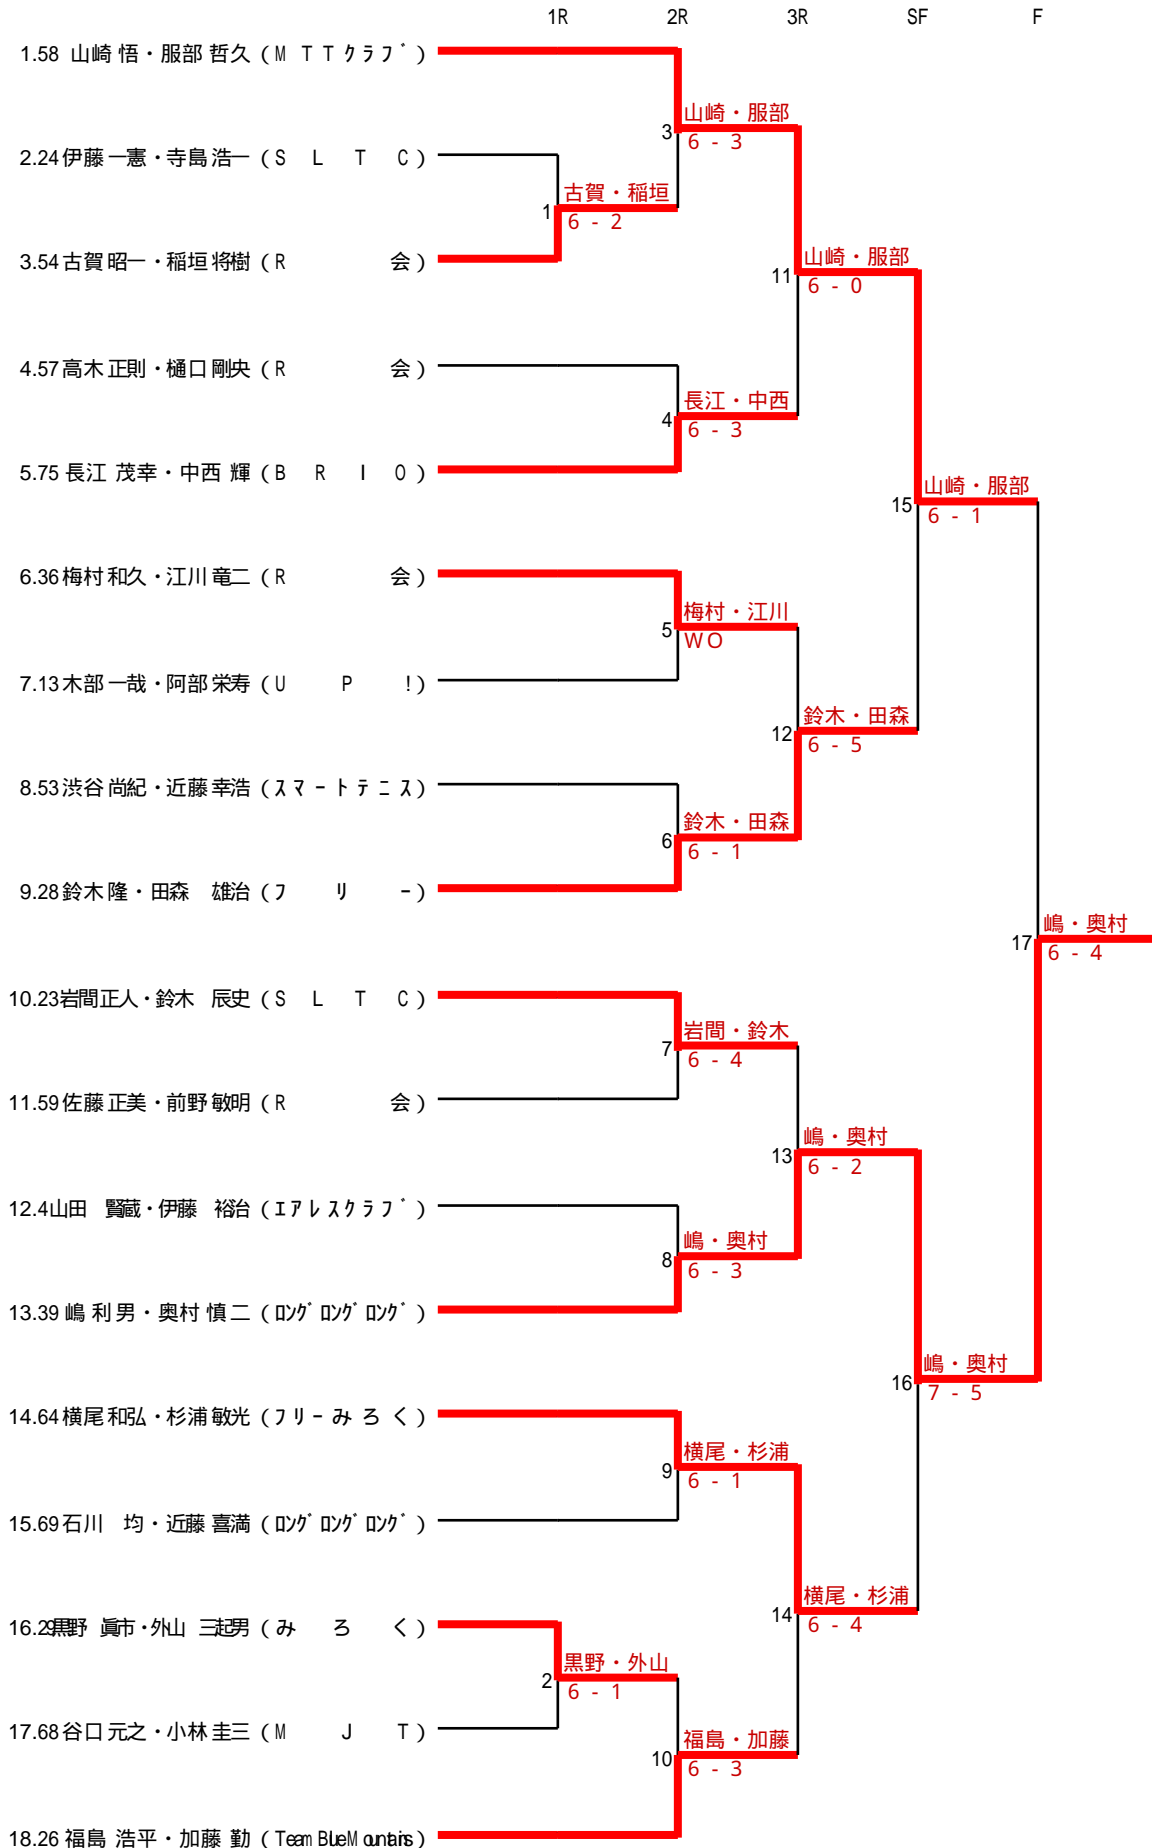 1R 2R 3R SF F
1.58 山崎 悟・服部 哲久 (ＭＴＴｸﾗﾌﾞ)
山崎・服部
3
6 - 3
2.24 伊藤 一憲・寺島 浩一 (S L T C)
古賀・稲垣
1
6 - 2
3.54 古賀 昭一・稲垣 将樹 (R 会)
山崎・服部
11
6 - 0
4.57 高木 正則・樋口 剛央 (R 会)
長江・中西
4
6 - 3
5.75 長江 茂幸・中西 輝 (B R I O)
山崎・服部
15
6 - 1
6.36 梅村 和久・江川 竜二 (R 会)
梅村・江川
5
WO
7.13 木部 一哉・阿部 栄寿 (U P !)
鈴木・田森
12
6 - 5
8.53 渋谷 尚紀・近藤 幸浩 (ｽﾏｰﾄﾃﾆｽ)
鈴木・田森
6
6 - 1
9.28 鈴木 隆・田森 雄治 (ﾌ ﾘ ｰ)
嶋・奥村
17
6 - 4
10.23 岩間正人・鈴木 辰史 (S L T C)
岩間・鈴木
7
6 - 4
11.59 佐藤 正美・前野 敏明 (R 会)
嶋・奥村
13
6 - 2
12.4 山田 賢蔵・伊藤 裕治 (ｴｱﾚｽｸﾗﾌﾞ)
嶋・奥村
8
6 - 3
13.39 嶋 利男・奥村 慎二 (ﾛﾝｸﾞﾛﾝｸﾞﾛﾝｸﾞ)
嶋・奥村
16
7 - 5
14.64 横尾 和弘・杉浦 敏光 (ﾌﾘｰみろく)
横尾・杉浦
9
6 - 1
15.69 石川 均・近藤 喜満 (ﾛﾝｸﾞﾛﾝｸﾞﾛﾝｸﾞ)
横尾・杉浦
14
6 - 4
16.29 黒野 眞市・外山 三起男 (み ろ く)
黒野・外山
2
6 - 1
17.68 谷口 元之・小林 圭三 (M J T)
福島・加藤
10
6 - 3
18.26 福島 浩平・加藤 勤 (Team BlueMountains)